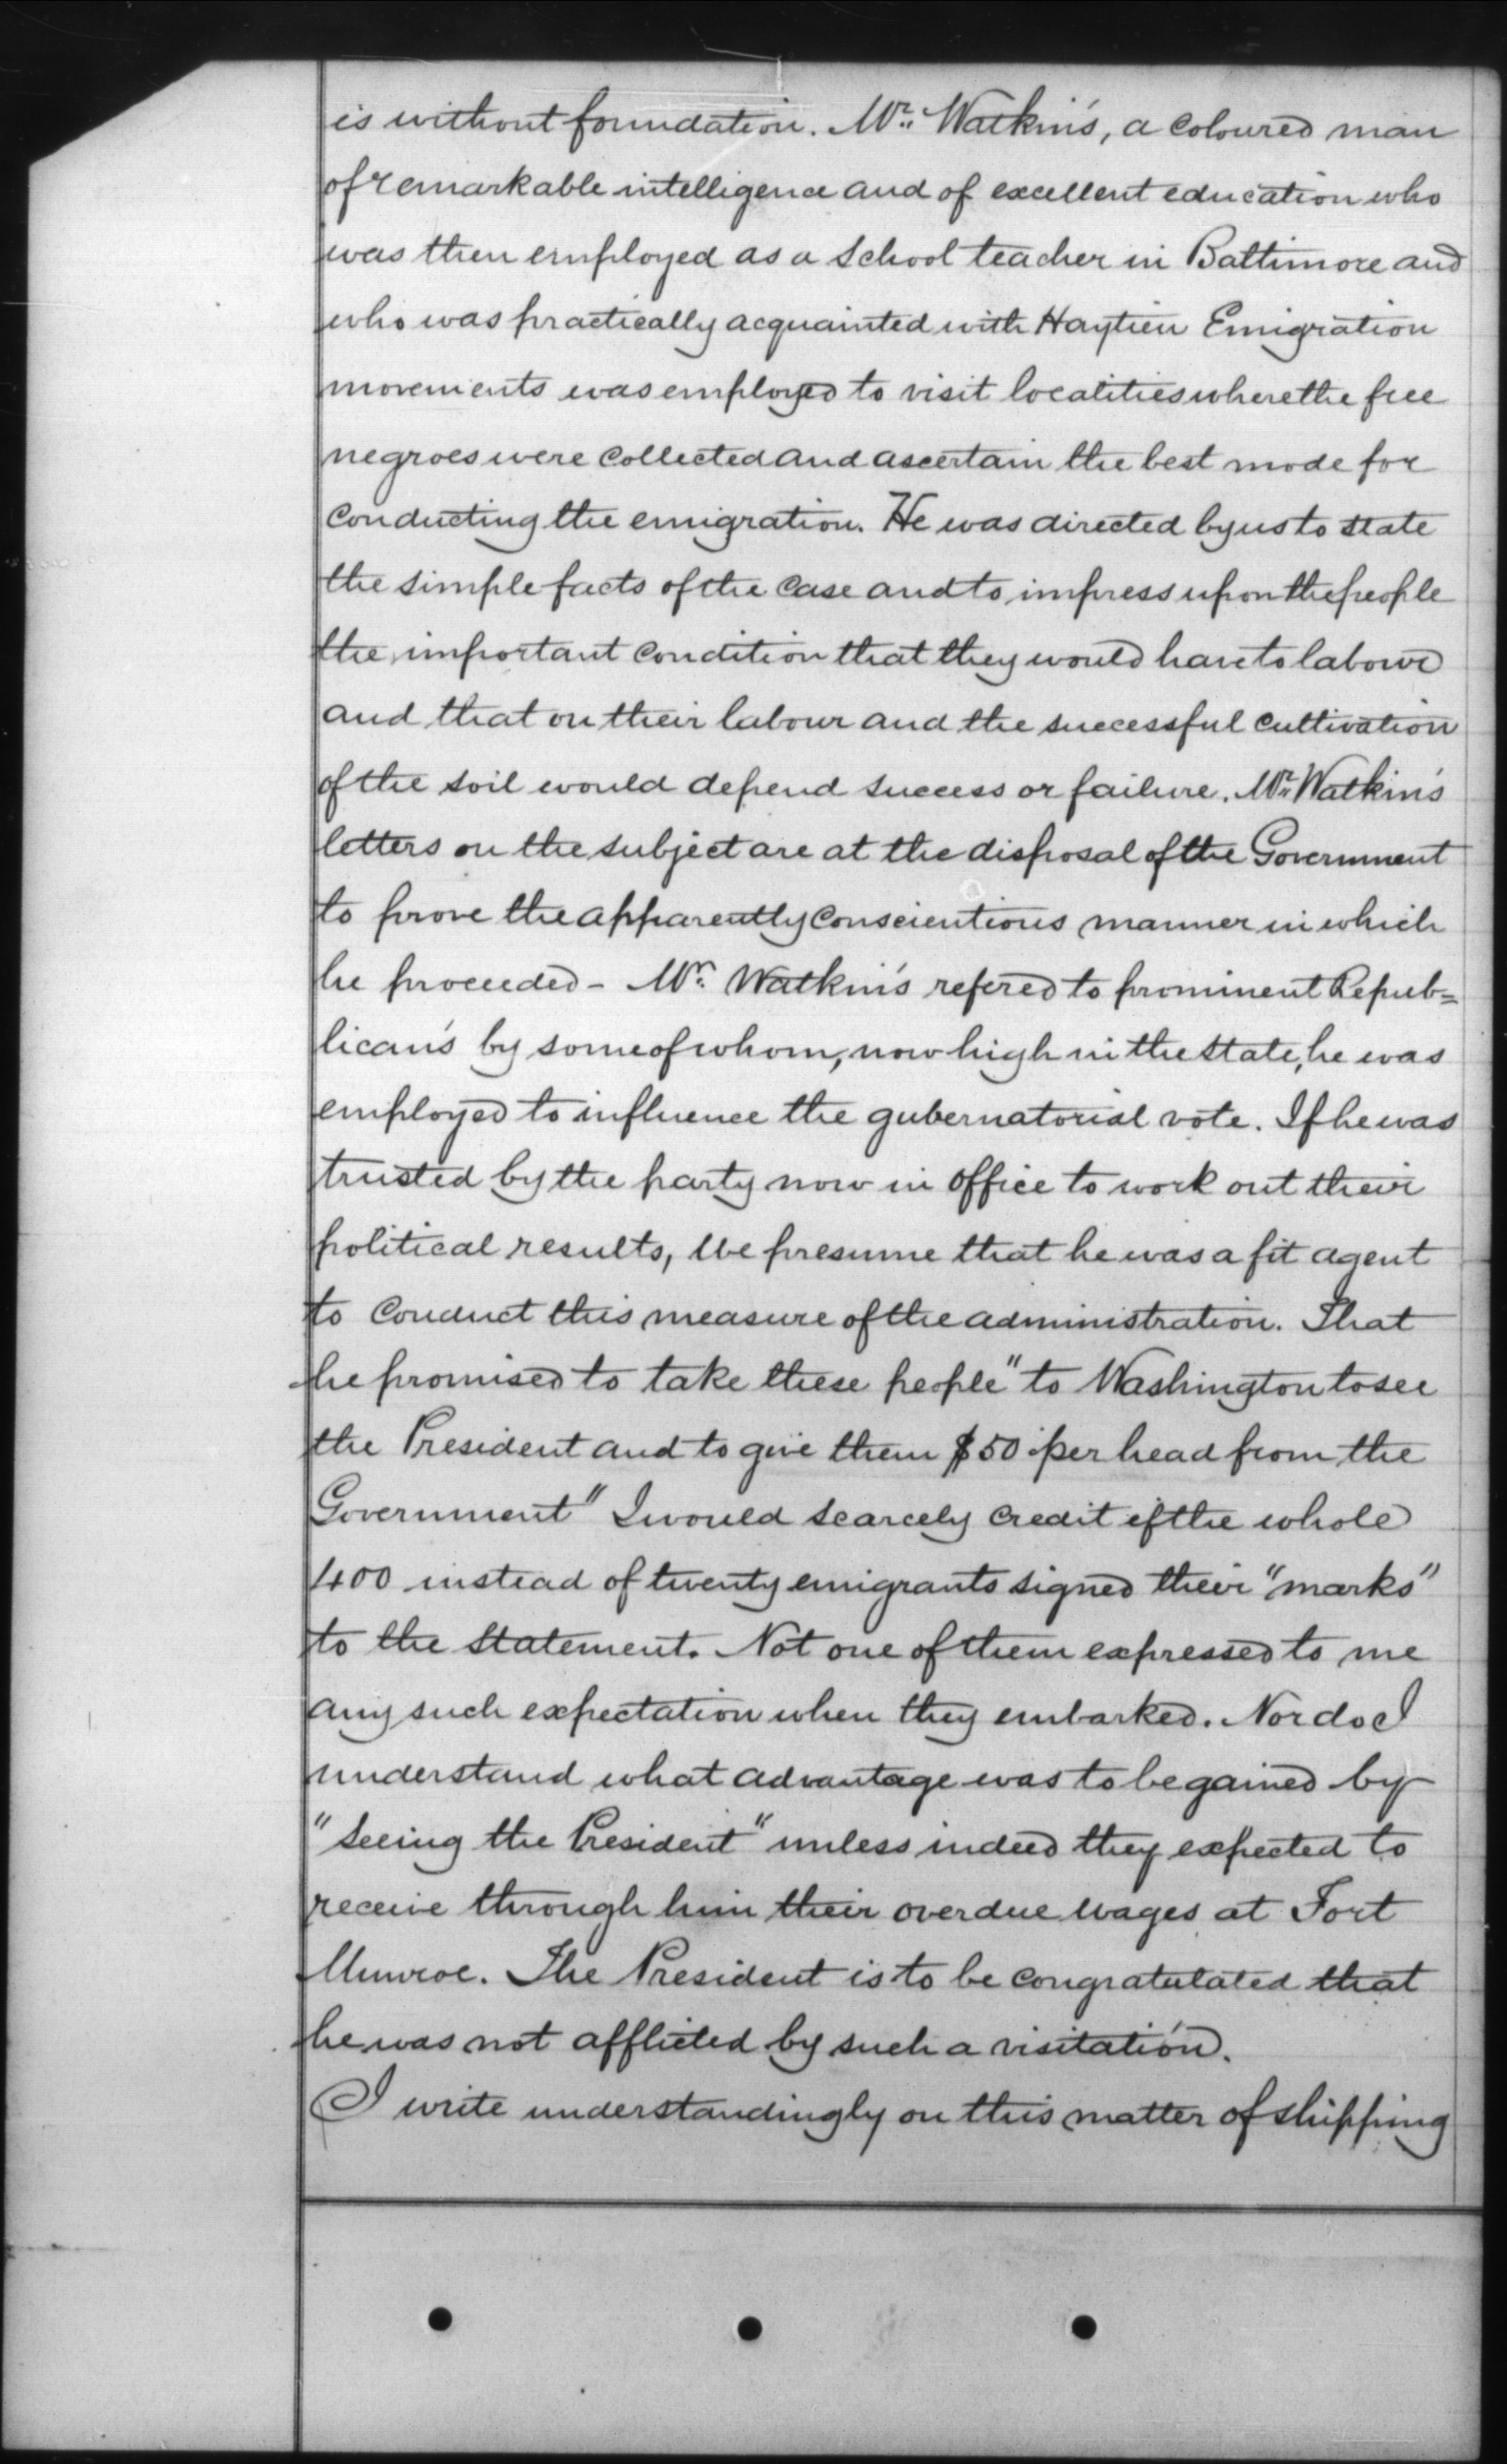 is without foundation. Mr. Watkin's, a coloured man
of remarkable intelligence and of excellent education who
was then employed as a school teacher in Baltimore and
who was practically acquainted with Haytien Emigration
movements was employed to visit localities where the free
negroes were collected and ascertain the best mode for
conducting the emigration. He was directed by us to state
the simple facts of the case and to impress upon the people
the important condition that they would have to labour
and that on their labour and the successful cultivation
of the soil would depend success or failure. Mr. Watkin's
letters on the subject are at the disposal of the Government
to prove the apparently conscientious manner in which
he proceeded - Mr. Watkin's refered to prominent Repub=
lican's by some of whom, now high in the state, he was
employed to influence the gubernatorial vote. If he was
trusted by the party now in office to work out their
political results, we presume that he was a fit agent
to conduct this measure of the administration. That
he promised to take these people "to Washington to see
the President and to give them $50 per head from the
Government" I would scarcely credit if the whole
400 instead of twenty emigrants signed their "marks"
to the statement. Not one of them expressed to me
any such expectation when they embarked. Nor do I
understand what advantage was to be gained by
"seeing the President" unless indeed they expected to
receive through him their overdue wages at Fort
Munroe. The President is to be congratulated that
he was not afflicted by such a visitation.
I write understandingly on this matter of shipping